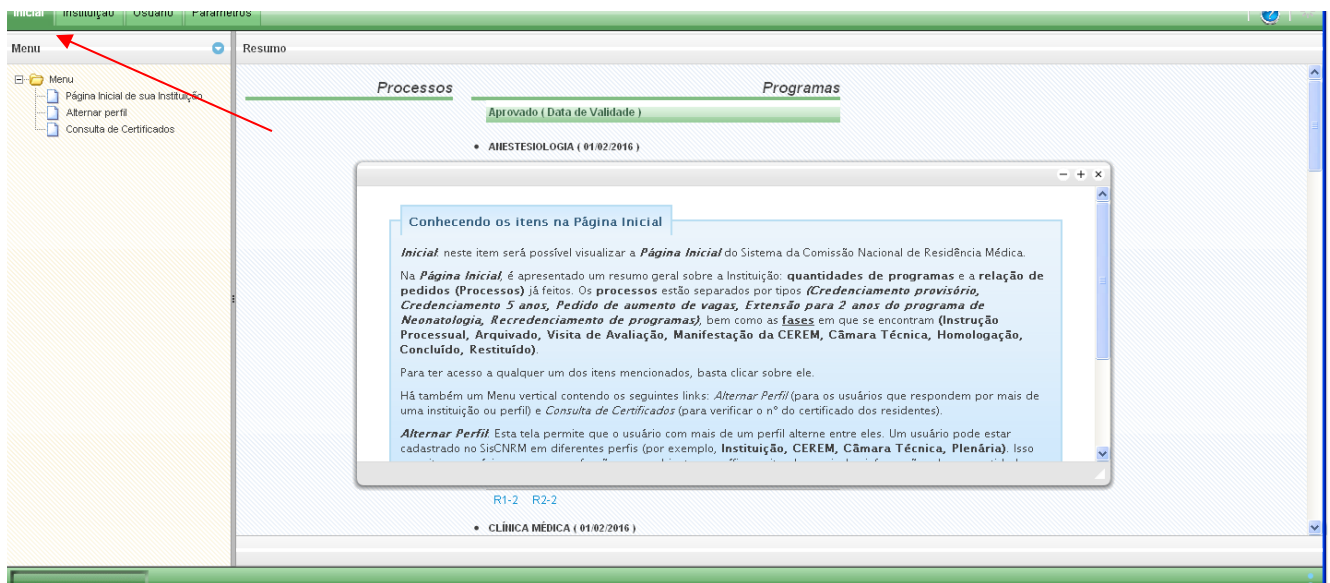 Inicial Instituição Usuário Parâmetros
Menu
Resumo
Menu
Página Inicial de sua Instituição
Alternar perfil
Consulta de Certificados
Processos
Programas
Aprovado ( Data de Validade )
• ANESTESIOLOGIA ( 01/02/2016 )
Conhecendo os itens na Página Inicial
Inicial: neste item será possível visualizar a Página Inicial do Sistema da Comissão Nacional de Residência Médica.
Na Página Inicial, é apresentado um resumo geral sobre a Instituição: quantidades de programas e a relação de
pedidos (Processos) já feitos. Os processos estão separados por tipos (Credenciamento provisório,
Credenciamento 5 anos, Pedido de aumento de vagas, Extensão para 2 anos do programa de
Neonatologia, Recredenciamento de programas), bem como as fases em que se encontram (Instrução
Processual, Arquivado, Visita de Avaliação, Manifestação da CEREM, Câmara Técnica, Homologação,
Concluído, Restituído).
Para ter acesso a qualquer um dos itens mencionados, basta clicar sobre ele.
Há também um Menu vertical contendo os seguintes links: Alternar Perfil (para os usuários que respondem por mais de
uma instituição ou perfil) e Consulta de Certificados (para verificar o nº do certificado dos residentes).
Alternar Perfil: Esta tela permite que o usuário com mais de um perfil alterne entre eles. Um usuário pode estar
cadastrado no SisCNRM em diferentes perfis (por exemplo, Instituição, CEREM, Câmara Técnica, Plenária). Isso
R1-2 R2-2
• CLÍNICA MÉDICA ( 01/02/2016 )